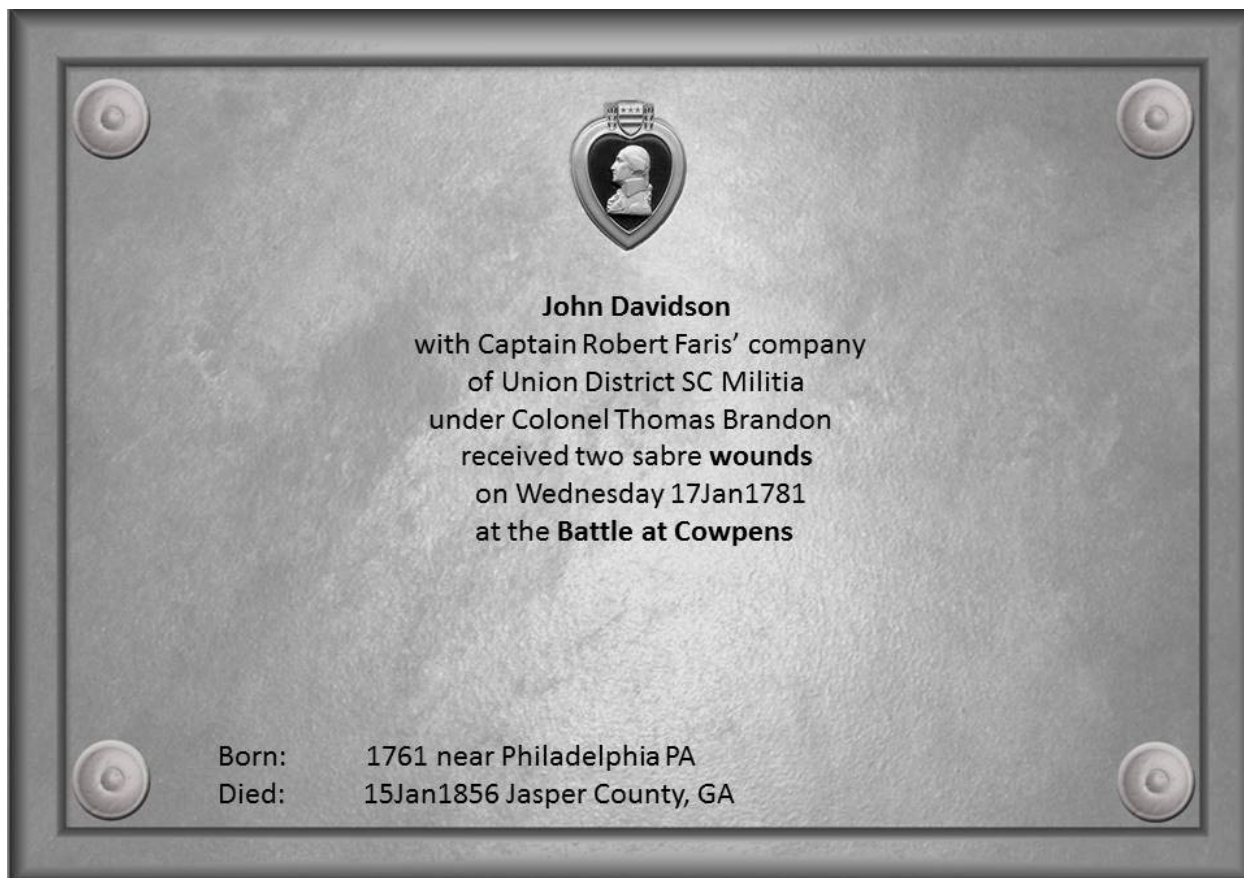 John Davidson
with Captain Robert Faris’ company
of Union District SC Militia
under Colonel Thomas Brandon
received two sabre wounds
on Wednesday 17Jan1781
at the Battle at Cowpens
Born: 1761 near Philadelphia PA
Died: 15Jan1856 Jasper County, GA